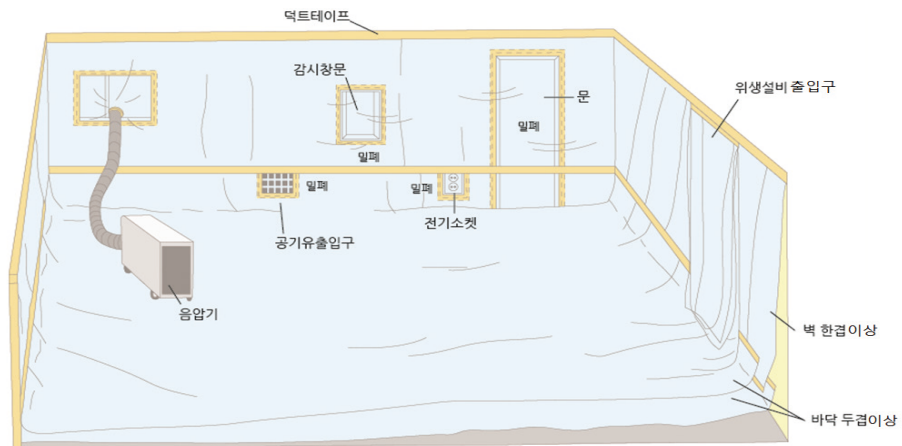 덕트테이프
감시창문
문
위생설비 출입구
밀폐
밀폐
밀폐
밀폐
전기소켓
공기유출입구
음압기
벽 한겹이상
바닥 두겹이상